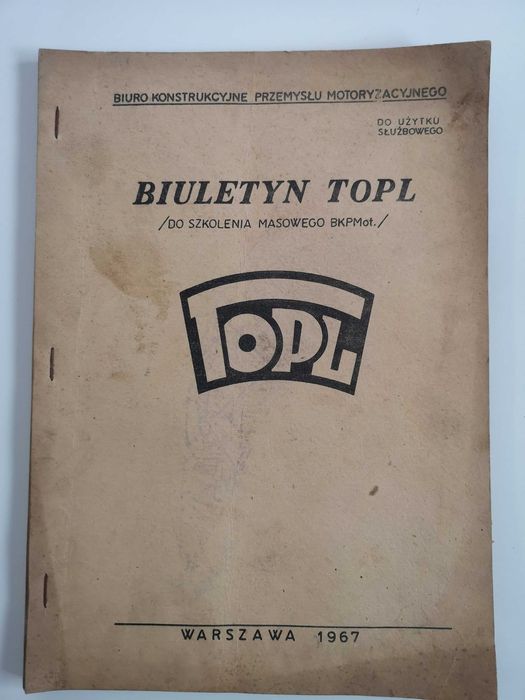 BIURO KONSTRUKCYJNE PRZEMYSŁU MOTORYZACYJNEGO
DO UŻYTKU
SŁUŻBOWEGO
BIULETYN TOPL
/DO SZKOLENIA MASOWEGO BKPMot./
TOPL
WARSZAWA 1967